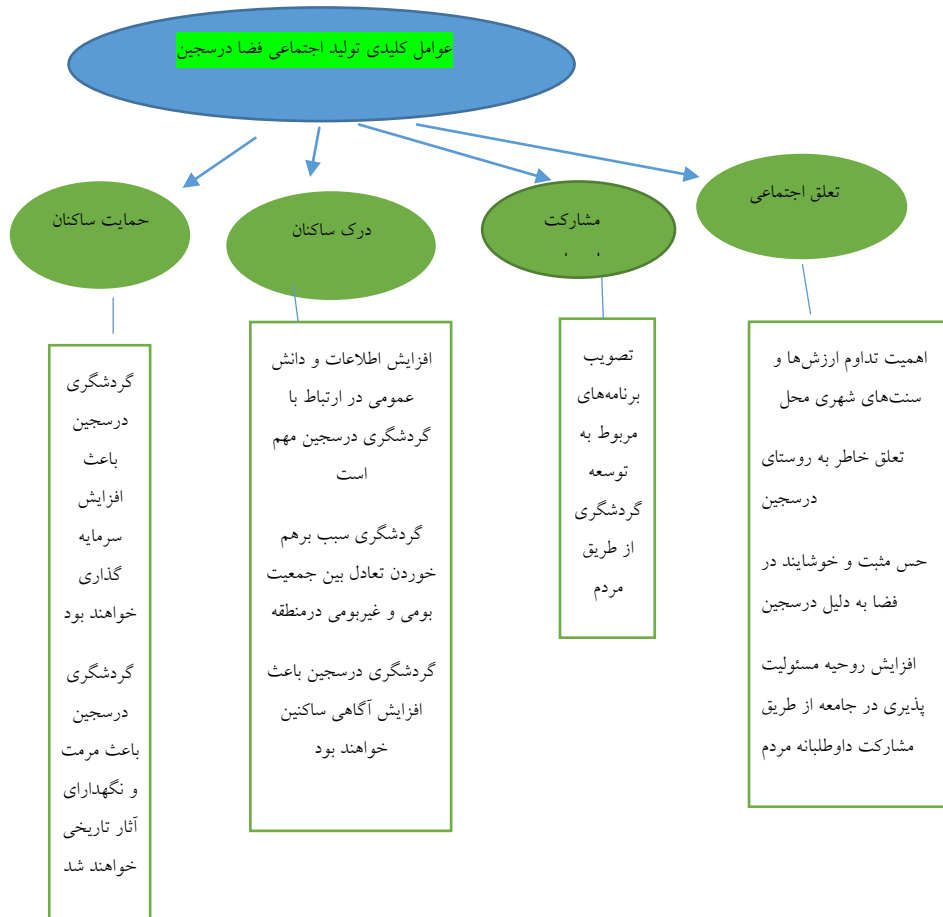 عوامل کلیدی تولید اجتماعی فضا درسجین
تعلق اجتماعی
مشارکت
درک ساکنان
حمایت ساکنان
اهمیت تداوم ارزش‌ها و
سنت‌های شهری محل
تعلق خاطر به روستای
درسجین
حس مثبت و خوشایند در
فضا به دلیل درسجین
افزایش روحیه مسئولیت
پذیری در جامعه از طریق
مشارکت داوطلبانه مردم
تصویب
برنامه‌های
مربوط به
توسعه
گردشگری
از طریق
مردم
افزایش اطلاعات و دانش
عمومی در ارتباط با
گردشگری درسجین مهم
است
گردشگری سبب برهم
خوردن تعادل بین جمعیت
بومی و غیربومی درمنطقه
گردشگری درسجین باعث
افزایش آگاهی ساکنین
خواهند بود
گردشگری
درسجین
باعث
افزایش
سرمایه
گذاری
خواهند بود
گردشگری
درسجین
باعث مرمت
و نگهدارای
آثار تاریخی
خواهند شد